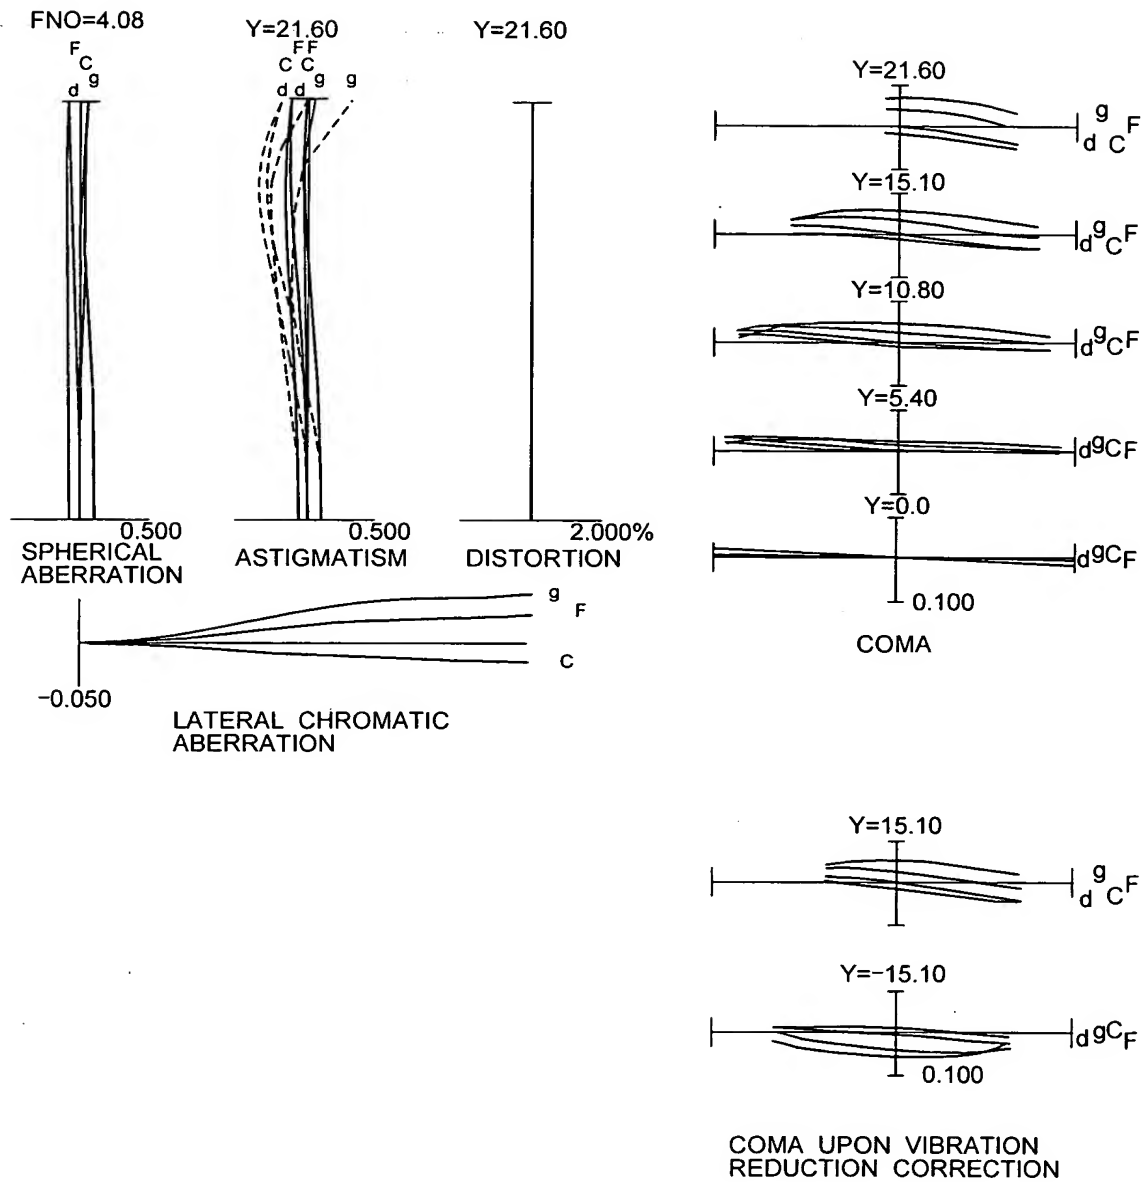 FNO=4.08
F
C
g
d
Y=21.60
F F
C C
d d g g
Y=21.60
0.500
SPHERICAL
ABERRATION
0.500
ASTIGMATISM
2.000%
DISTORTION
g
F
C
-0.050
LATERAL CHROMATIC
ABERRATION
Y=21.60
g
F
d C
Y=15.10
d g C F
Y=10.80
d g C F
Y=5.40
d g C F
Y=0.0
d g C F
0.100
COMA
Y=15.10
g
d C F
Y=-15.10
d g C F
0.100
COMA UPON VIBRATION
REDUCTION CORRECTION